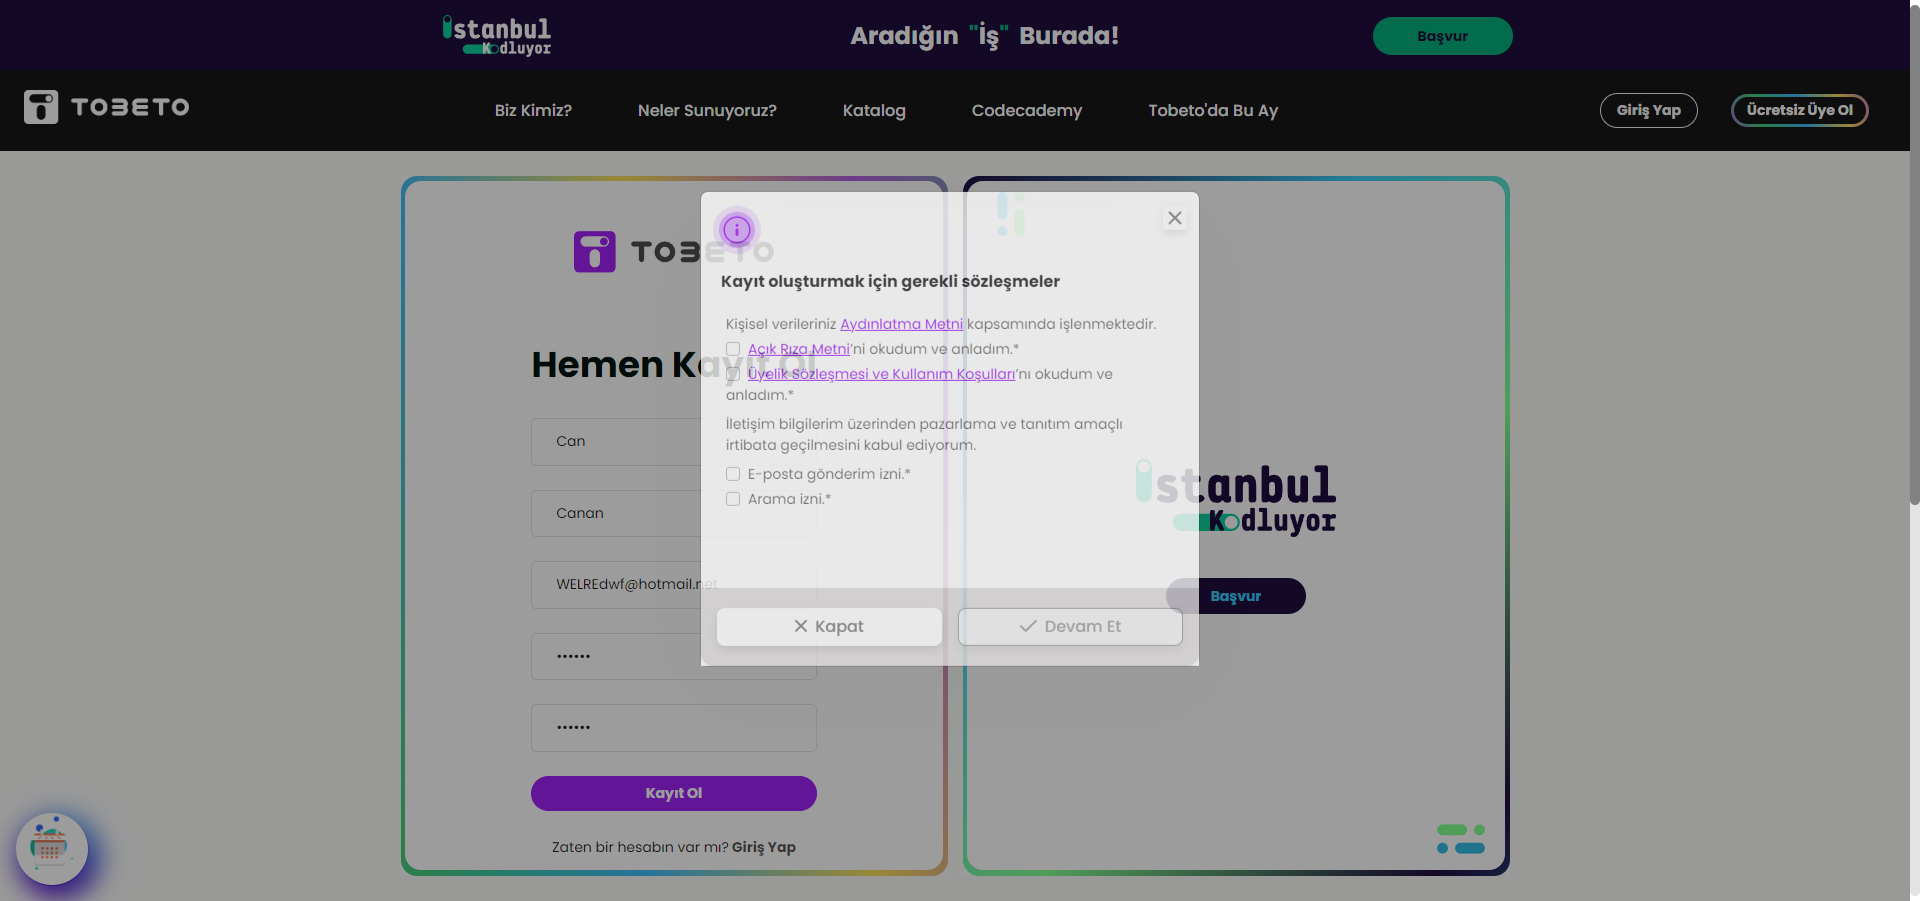 istanbul
Kodluyor
Aradığın "İş" Burada!
Başvur
TOBETO
Biz Kimiz?
Neler Sunuyoruz?
Katalog
Codecademy
Tobeto'da Bu Ay
Giriş Yap
Ücretsiz Üye Ol
TOBETO
Hemen Kayıt Ol
Can
Canan
WELREdwf@hotmail.net
••••••
••••••
Kayıt Ol
Zaten bir hesabın var mı? Giriş Yap
Kayıt oluşturmak için gerekli sözleşmeler
Kişisel verileriniz Aydınlatma Metni kapsamında işlenmektedir.
Açık Rıza Metni'ni okudum ve anladım.*
Üyelik Sözleşmesi ve Kullanım Koşulları'nı okudum ve
anladım.*
İletişim bilgilerim üzerinden pazarlama ve tanıtım amaçlı
irtibata geçilmesini kabul ediyorum.
E-posta gönderim izni.*
Arama izni.*
Kapat
Devam Et
istanbul
Kodluyor
Başvur